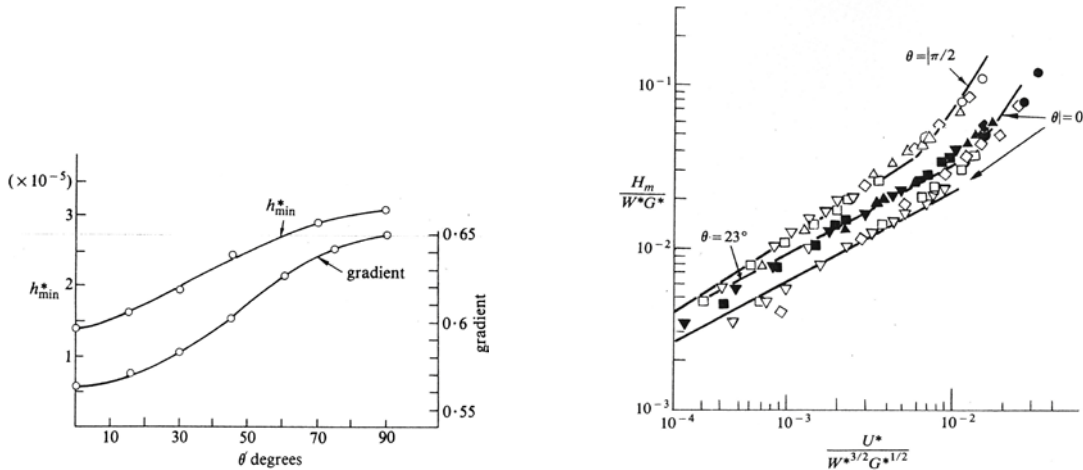 (×10⁻⁵)
3
2
1
h*min
h*min
gradient
0·65
0·6
0·55
gradient
10
30
50
70
90
θ degrees
10⁻¹
10⁻²
10⁻³
Hm
W*G*
θ = π/2
θ = 0
θ = 23°
10⁻⁴
10⁻³
10⁻²
U*
W*³/²G*¹/²